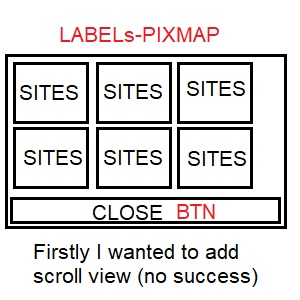 LABELs-PIXMAP
SITES SITES SITES
SITES SITES SITES
CLOSE BTN
Firstly I wanted to add
scroll view (no success)